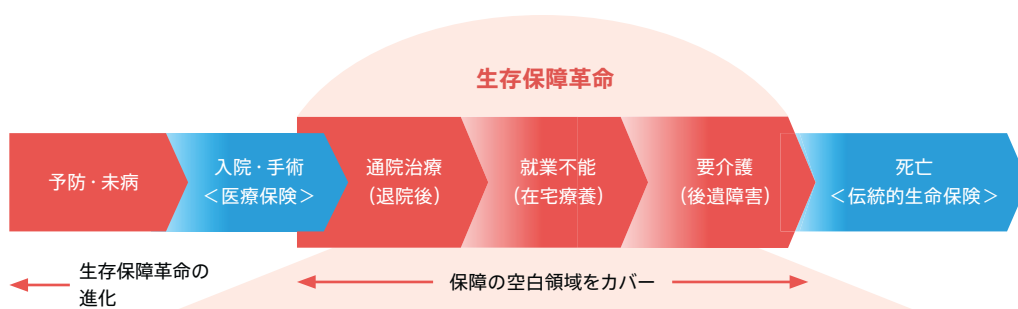 生存保障革命
予防・未病
入院・手術
＜医療保険＞
通院治療
（退院後）
就業不能
（在宅療養）
要介護
（後遺障害）
死亡
＜伝統的生命保険＞
生存保障革命の
進化
保障の空白領域をカバー